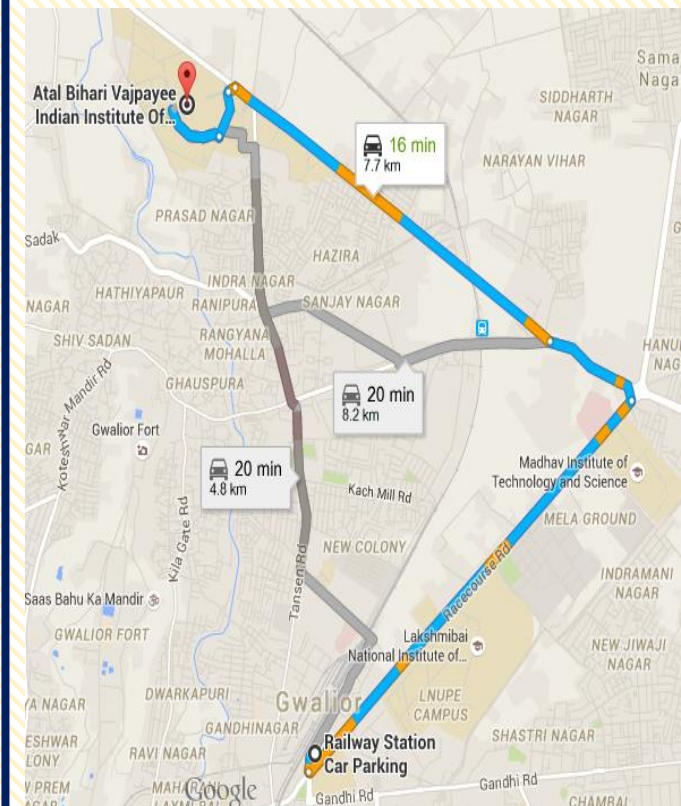 Atal Bihari Vajpayee
Indian Institute Of...
Sama
Naga
SIDDHARTH
NAGAR
16 min
7.7 km
NARAYAN VIHAR
PRASAD NAGAR
Sadak
HAZIRA
INDRA NAGAR
HATHIYAPUR
RANIPURA
SANJAY NAGAR
NAGAR
SHIV SADAN
RANGYANA
MOHALLA
HANU
NAG
GHAUSPURA
Koteshwar Mandir Rd
20 min
8.2 km
Gwalior Fort
GAR
20 min
4.8 km
Madhav Institute of
Technology and Science
Kach Mill Rd
MELA GROUND
Kila Gate Rd
NEW COLONY
Racecourse Rd
INDRAMANI
NAGAR
Tansen Rd
Saas Bahu Ka Mandir
GWALIOR FORT
Lakshmibai
National Institute of...
NEW JIWAJI
NAGAR
DWARKAPURI
Gwalior
LNUPE
CAMPUS
YA NAGAR
GANDHINAGAR
Railway Station
Car Parking
SHASTRI NAGAR
ESHWAR
LONY
RAVI NAGAR
Gandhi Rd
W PREM
NAGAR
Google
Gandhi Rd
CHAMBAL